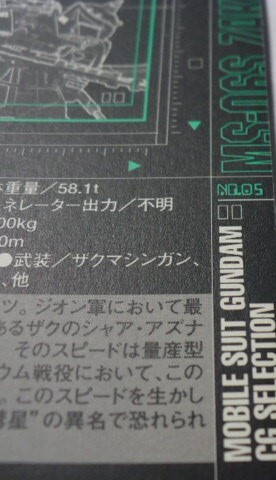 体重量／58.1t
ネレーター出力／不明
00kg
0m
●武装／ザクマシンガン、
、他
ツ。ジオン軍において最
あるザクのシャア・アズナ
そのスピードは量産型
ウム戦役において、この
。このスピードを生かし
彗星”の異名で恐れられ
MS-06S ZAKU
NO.05
MOBILE SUIT GUNDAM
CG SELECTION